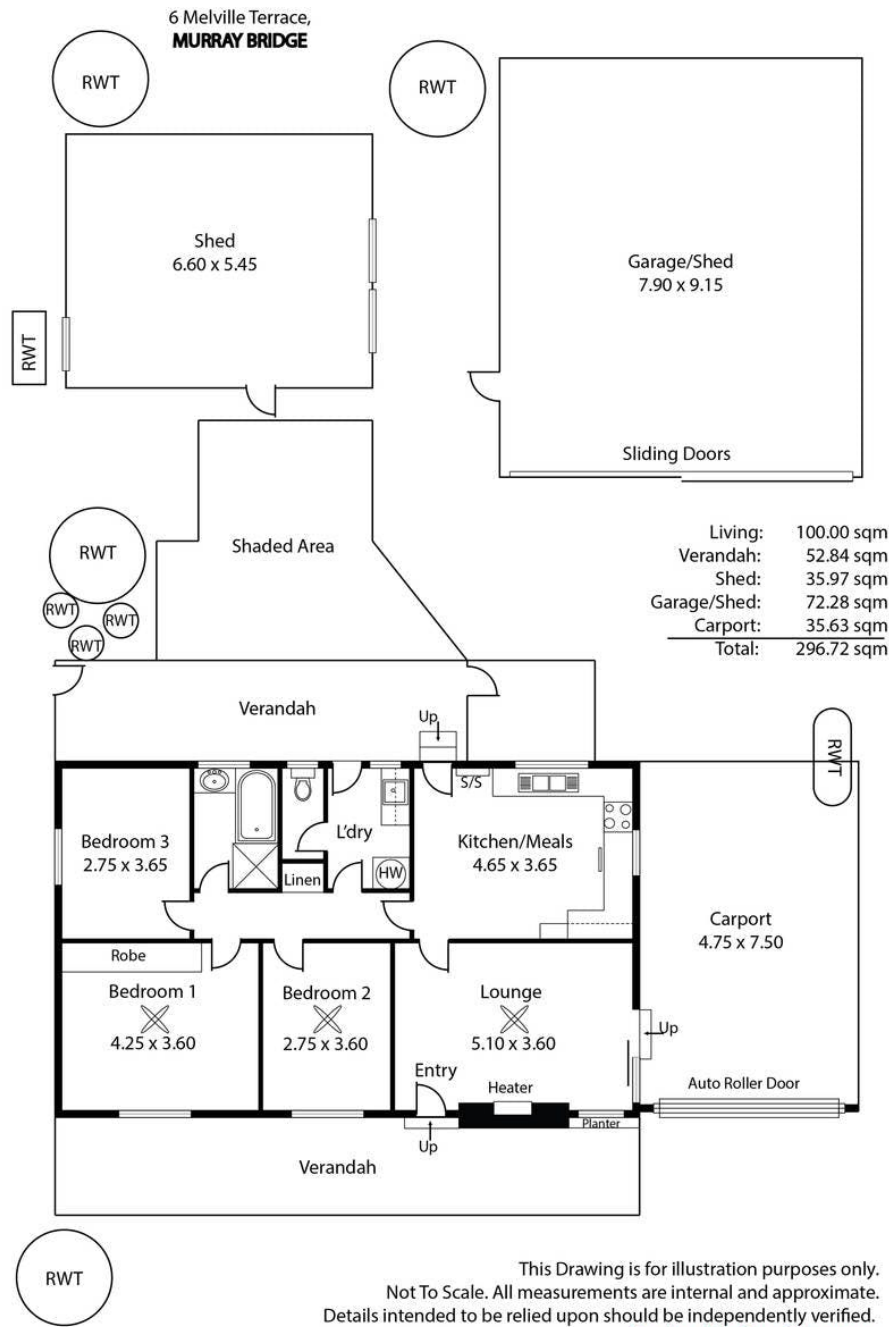 6 Melville Terrace,
MURRAY BRIDGE
RWT
RWT
Shed
6.60 x 5.45
Garage/Shed
7.90 x 9.15
RWT
Sliding Doors
Shaded Area
RWT
RWT
RWT
RWT
Living: 100.00 sqm
Verandah: 52.84 sqm
Shed: 35.97 sqm
Garage/Shed: 72.28 sqm
Carport: 35.63 sqm
Total: 296.72 sqm
Verandah
Up
RWT
S/S
Bedroom 3
2.75 x 3.65
L'dry
Kitchen/Meals
4.65 x 3.65
Linen
HW
Carport
4.75 x 7.50
Robe
Bedroom 1
4.25 x 3.60
Bedroom 2
2.75 x 3.60
Lounge
5.10 x 3.60
Up
Entry
Heater
Auto Roller Door
Planter
Up
Verandah
RWT
This Drawing is for illustration purposes only.
Not To Scale. All measurements are internal and approximate.
Details intended to be relied upon should be independently verified.